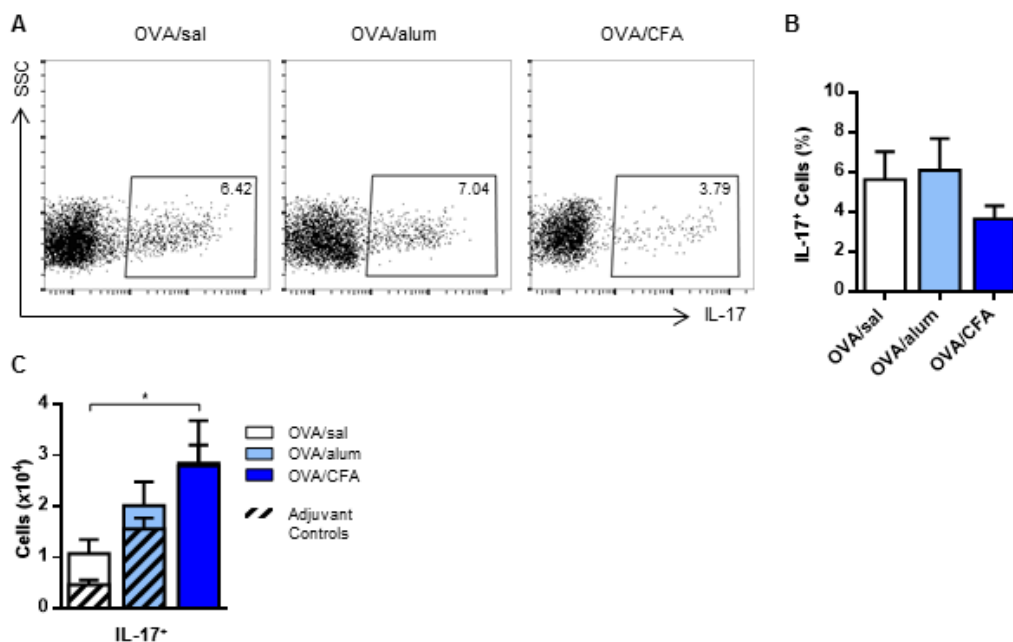 A
OVA/sal
OVA/alum
OVA/CFA
SSC
6.42
7.04
3.79
IL-17
B
IL-17⁺ Cells (%)
10
8
6
4
2
0
OVA/sal
OVA/alum
OVA/CFA
C
Cells (x10⁴)
4
3
2
1
0
*
IL-17⁺
OVA/sal
OVA/alum
OVA/CFA
Adjuvant
Controls